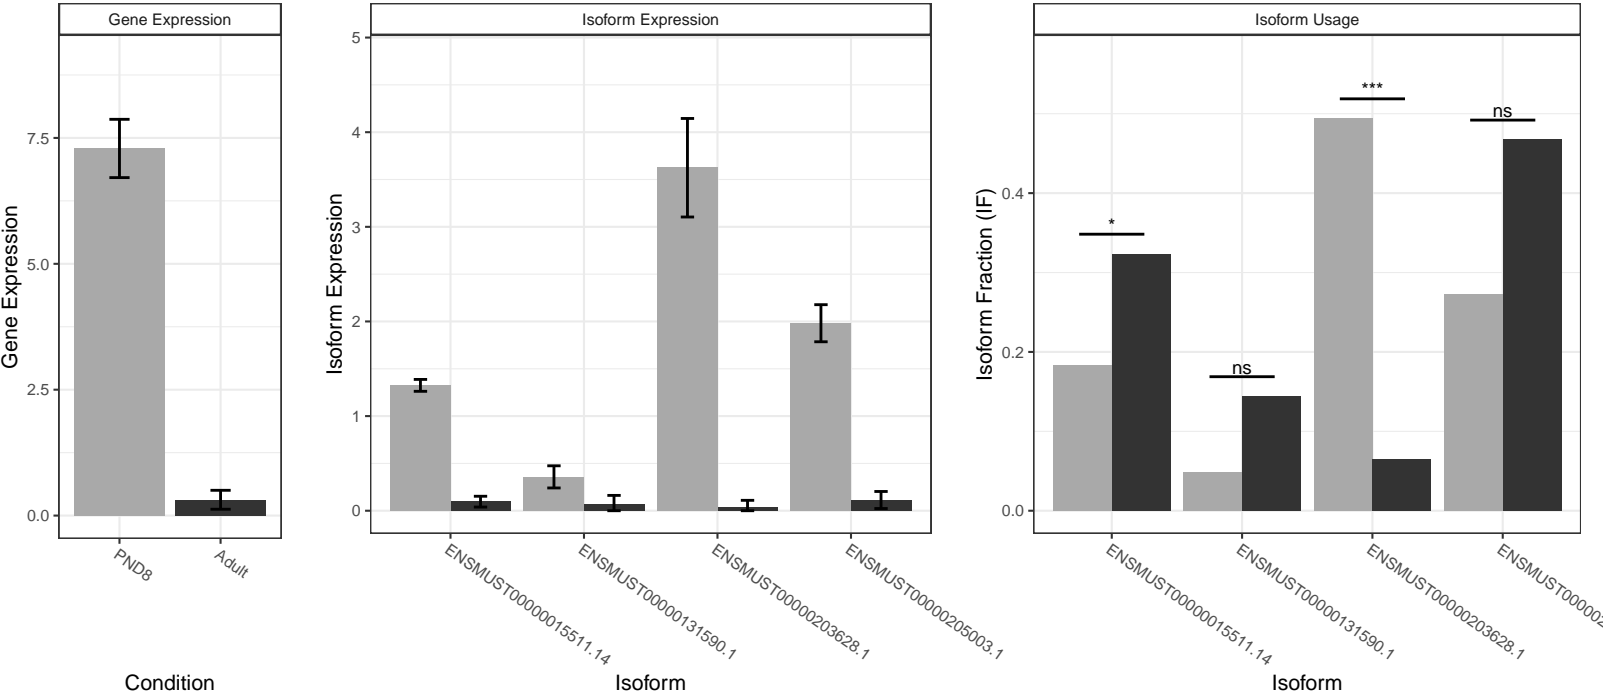 Gene Expression
Isoform Expression
Isoform Usage
Gene Expression
7.5
5.0
2.5
0.0
PND8
Adult
Condition
Isoform Expression
5
4
3
2
1
0
ENSMUST00000015511.14
ENSMUST00000131590.1
ENSMUST00000203628.1
ENSMUST00000205003.1
Isoform
Isoform Fraction (IF)
0.4
0.2
0.0
*
ns
***
ns
ENSMUST00000015511.14
ENSMUST00000131590.1
ENSMUST00000203628.1
ENSMUST000002
Isoform